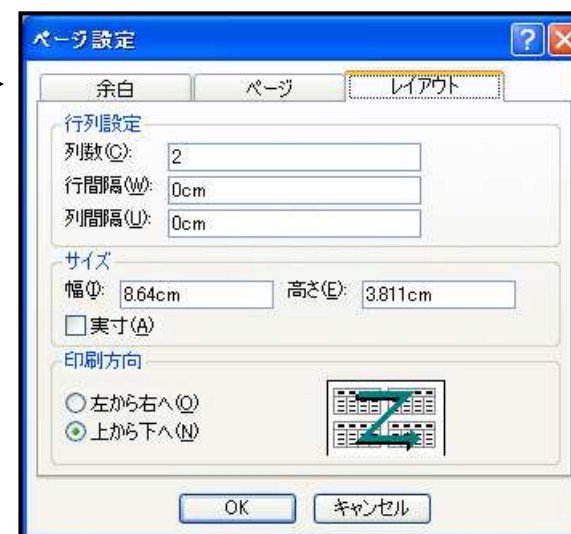 ページ設定
余白 ページ レイアウト
行列設定
列数(C): 2
行間隔(W): 0cm
列間隔(U): 0cm
サイズ
幅(I): 8.64cm 高さ(E): 3.811cm
実寸(A)
印刷方向
左から右へ(O)
上から下へ(N)
OK キャンセル